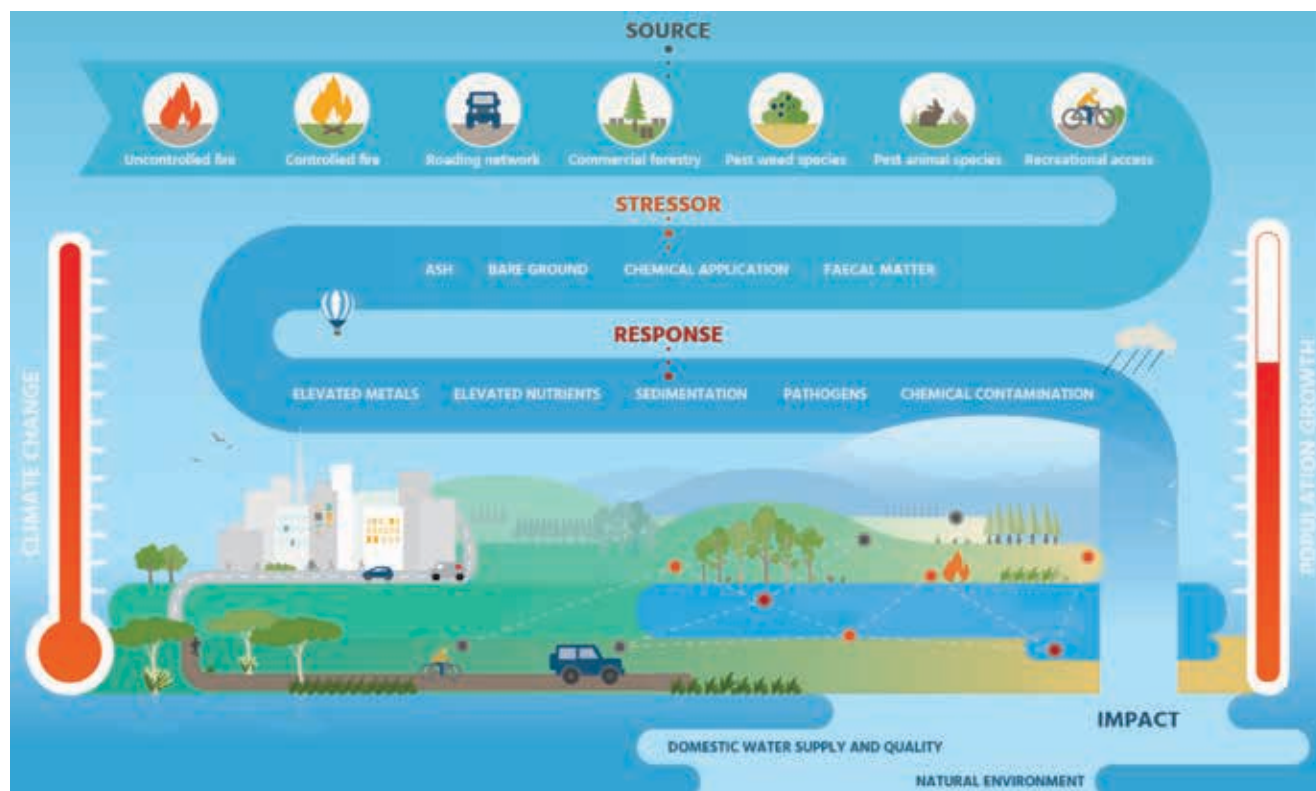 SOURCE
Uncontrolled fire
Controlled fire
Roading network
Commercial forestry
Pest weed species
Pest animal species
Recreational access
STRESSOR
ASH
BARE GROUND
CHEMICAL APPLICATION
FAECAL MATTER
RESPONSE
ELEVATED METALS
ELEVATED NUTRIENTS
SEDIMENTATION
PATHOGENS
CHEMICAL CONTAMINATION
CLIMATE CHANGE
POPULATION GROWTH
IMPACT
DOMESTIC WATER SUPPLY AND QUALITY
NATURAL ENVIRONMENT